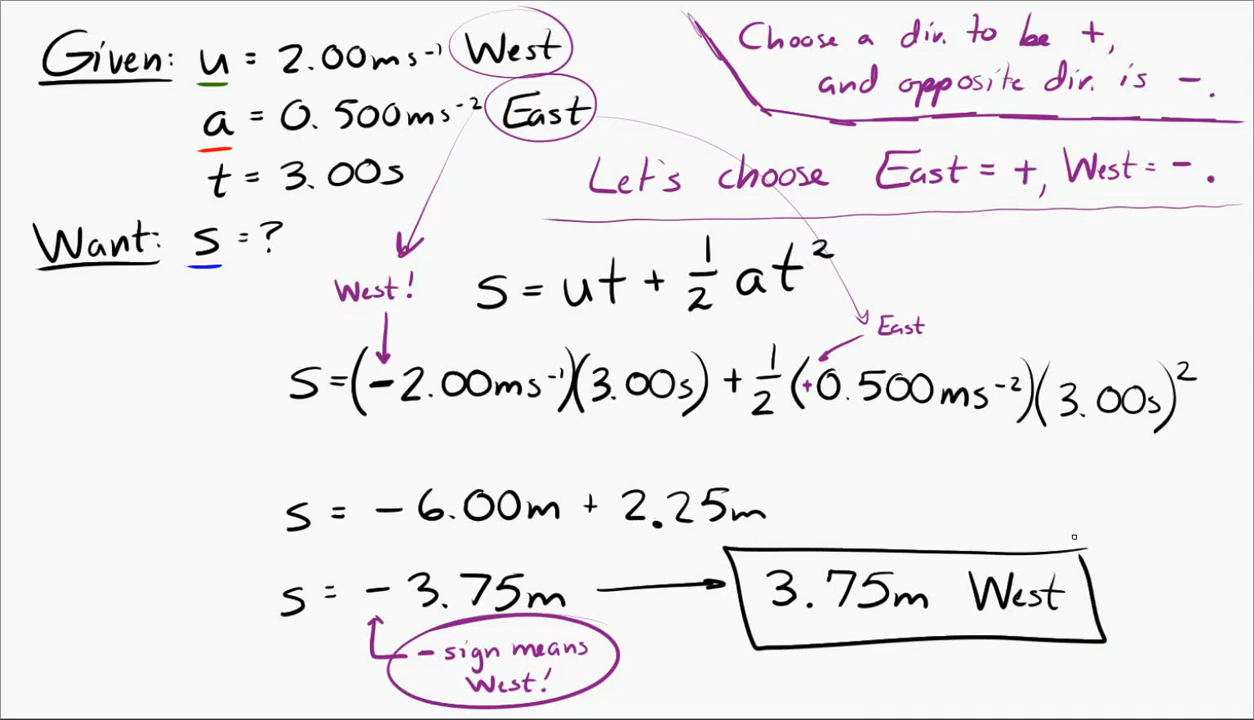 Given: u = 2.00ms⁻¹ West
a = 0.500ms⁻² East
t = 3.00s
Want: s = ?
Choose a dir. to be +,
and opposite dir. is -.
Let's choose East = +, West = -.
s = ut + 1/2 at²
West!
East
s = (-2.00ms⁻¹)(3.00s) + 1/2 (+0.500ms⁻²)(3.00s)²
s = -6.00m + 2.25m
s = -3.75m → 3.75m West
- sign means
West!